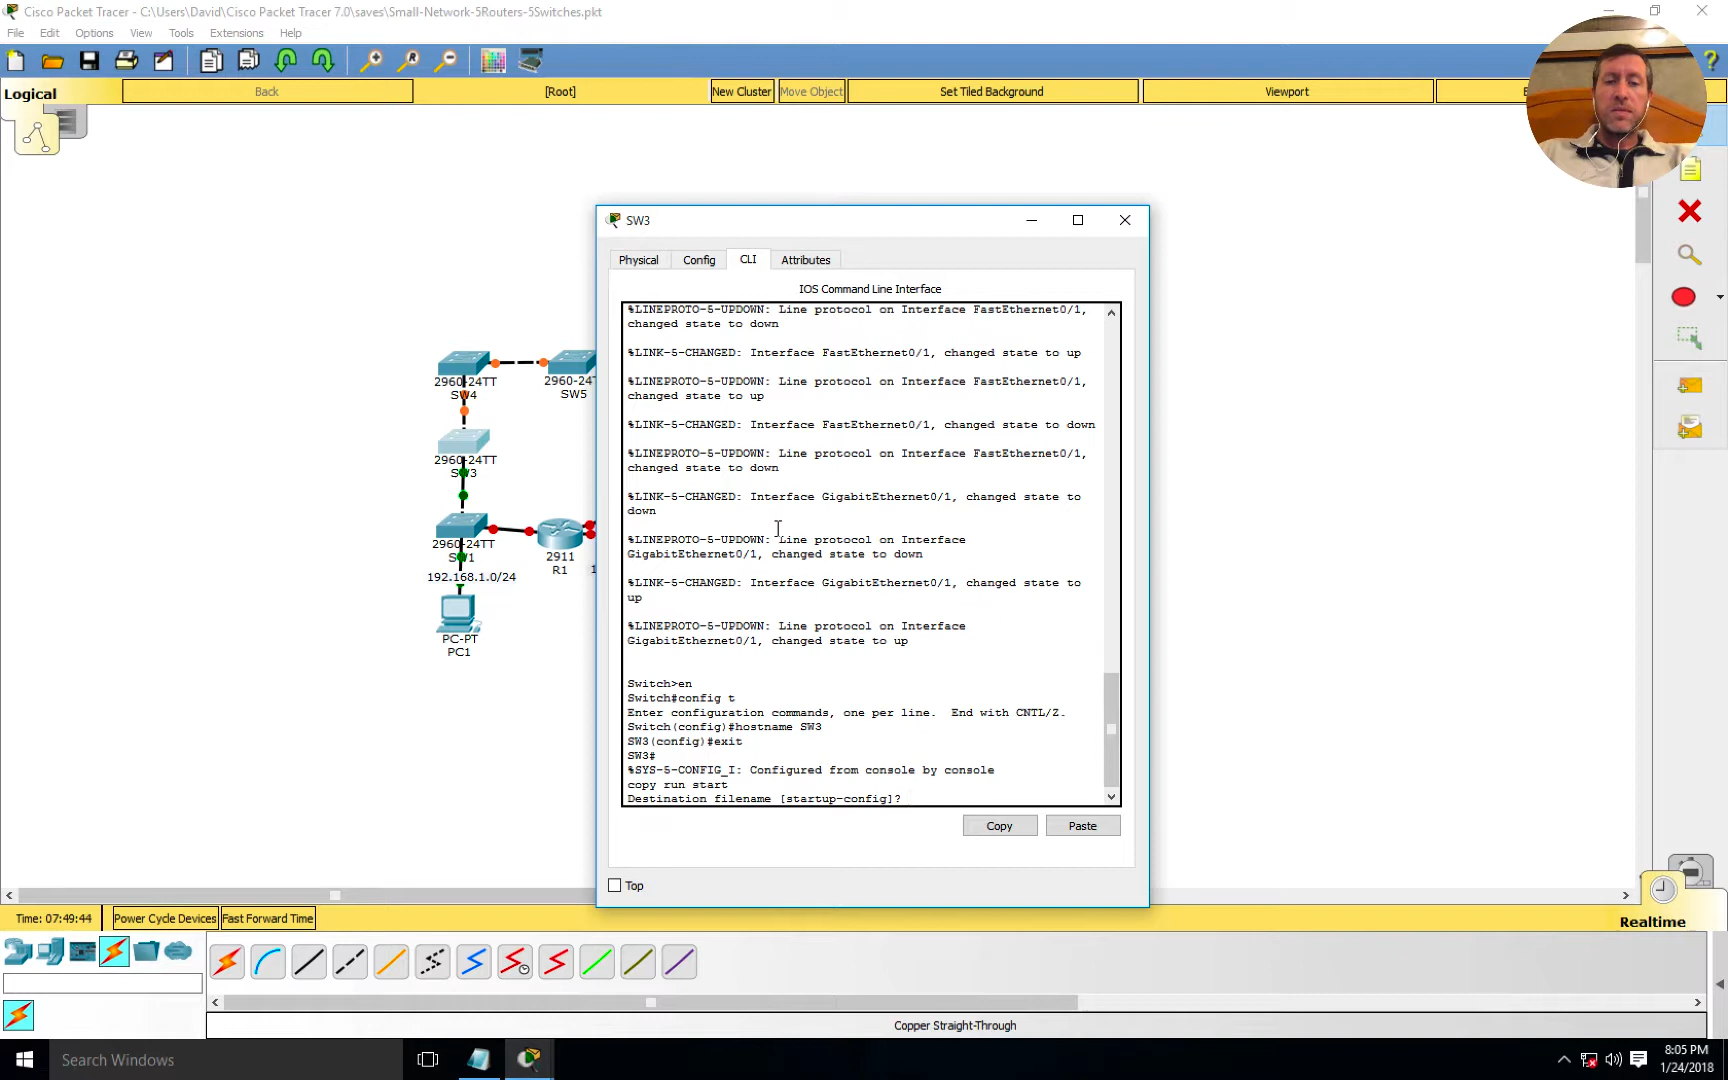 Cisco Packet Tracer - C:\Users\David\Cisco Packet Tracer 7.0\saves\Small-Network-5Routers-5Switches.pkt
File Edit Options View Tools Extensions Help
Logical
Back
[Root]
New Cluster
Move Object
Set Tiled Background
Viewport
SW3
Physical Config CLI Attributes
IOS Command Line Interface
%LINEPROTO-5-UPDOWN: Line protocol on Interface FastEthernet0/1,
changed state to down
%LINK-5-CHANGED: Interface FastEthernet0/1, changed state to up
%LINEPROTO-5-UPDOWN: Line protocol on Interface FastEthernet0/1,
changed state to up
%LINK-5-CHANGED: Interface FastEthernet0/1, changed state to down
%LINEPROTO-5-UPDOWN: Line protocol on Interface FastEthernet0/1,
changed state to down
%LINK-5-CHANGED: Interface GigabitEthernet0/1, changed state to
down
%LINEPROTO-5-UPDOWN: Line protocol on Interface
GigabitEthernet0/1, changed state to down
%LINK-5-CHANGED: Interface GigabitEthernet0/1, changed state to
up
%LINEPROTO-5-UPDOWN: Line protocol on Interface
GigabitEthernet0/1, changed state to up
Switch>en
Switch#config t
Enter configuration commands, one per line.  End with CNTL/Z.
Switch(config)#hostname SW3
SW3(config)#exit
SW3#
%SYS-5-CONFIG_I: Configured from console by console
copy run start
Destination filename [startup-config]?
Copy
Paste
Top
2960-24TT
SW4
2960-24T
SW5
2960-24TT
SW3
2960-24TT
SW1
192.168.1.0/24
2911
R1
PC-PT
PC1
Time: 07:49:44
Power Cycle Devices
Fast Forward Time
Realtime
Copper Straight-Through
Search Windows
8:05 PM
1/24/2018